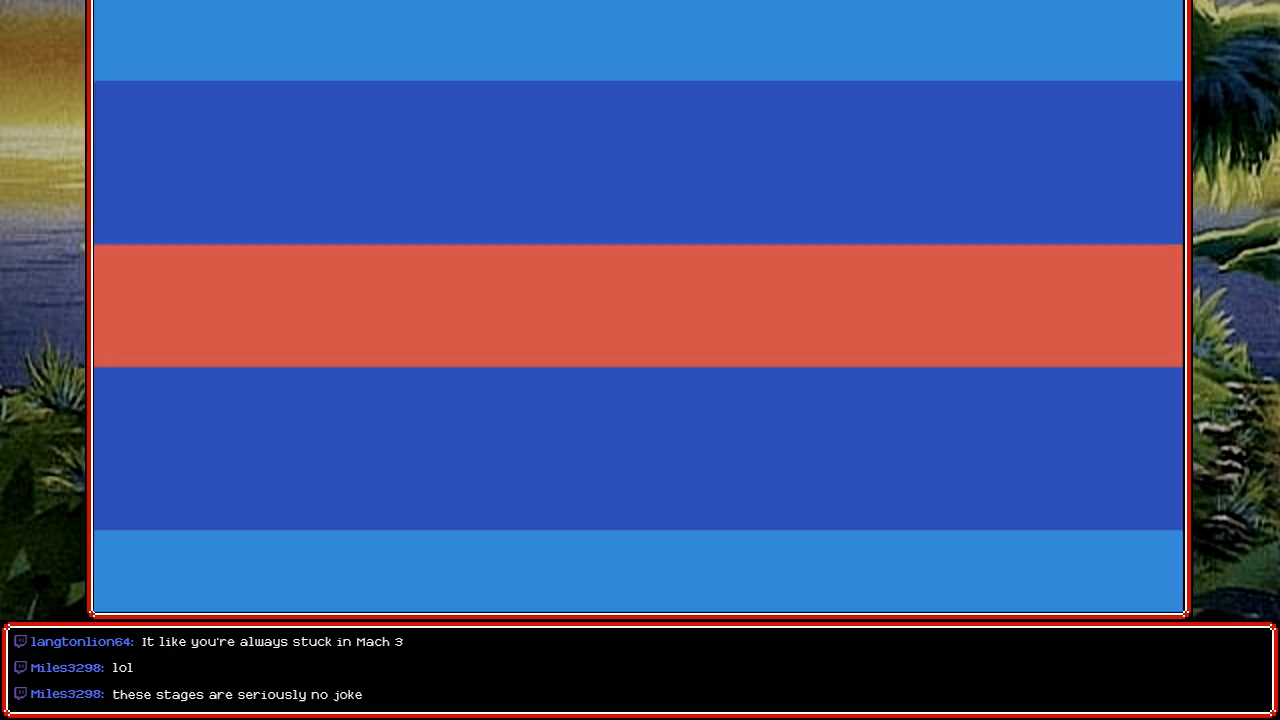 langtonlion64: It like you're always stuck in Mach 3
Miles3298: lol
Miles3298: these stages are seriously no joke